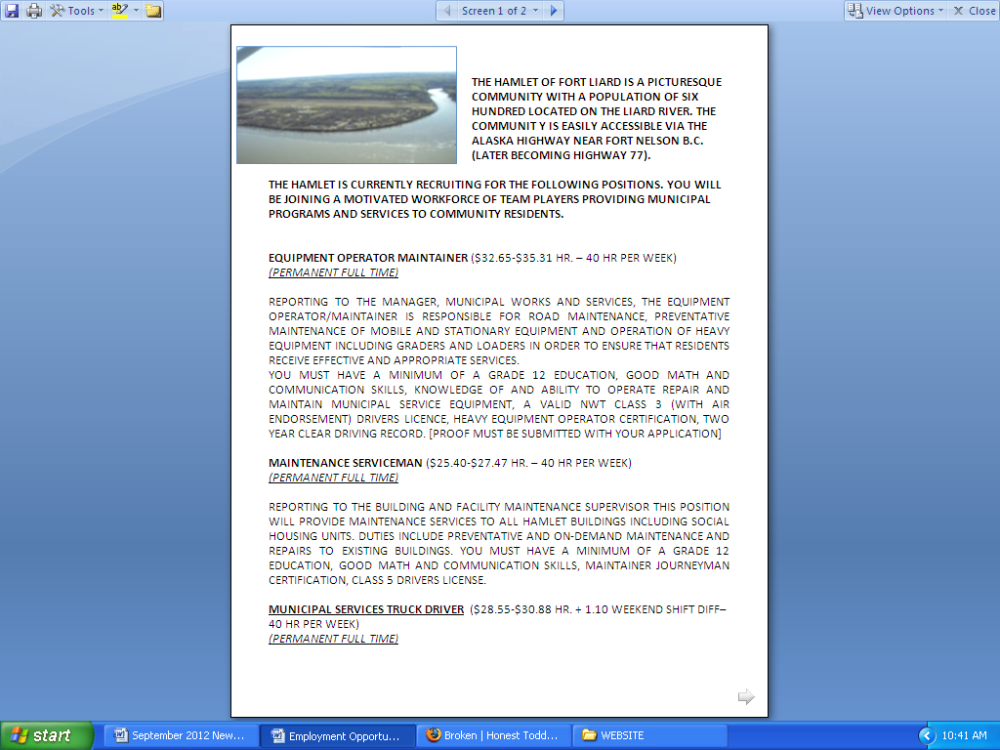 Tools
Screen 1 of 2
View Options
Close
THE HAMLET OF FORT LIARD IS A PICTURESQUE
COMMUNITY WITH A POPULATION OF SIX
HUNDRED LOCATED ON THE LIARD RIVER. THE
COMMUNIT Y IS EASILY ACCESSIBLE VIA THE
ALASKA HIGHWAY NEAR FORT NELSON B.C.
(LATER BECOMING HIGHWAY 77).
THE HAMLET IS CURRENTLY RECRUITING FOR THE FOLLOWING POSITIONS. YOU WILL
BE JOINING A MOTIVATED WORKFORCE OF TEAM PLAYERS PROVIDING MUNICIPAL
PROGRAMS AND SERVICES TO COMMUNITY RESIDENTS.
EQUIPMENT OPERATOR MAINTAINER ($32.65-$35.31 HR. – 40 HR PER WEEK)
(PERMANENT FULL TIME)
REPORTING TO THE MANAGER, MUNICIPAL WORKS AND SERVICES, THE EQUIPMENT
OPERATOR/MAINTAINER IS RESPONSIBLE FOR ROAD MAINTENANCE, PREVENTATIVE
MAINTENANCE OF MOBILE AND STATIONARY EQUIPMENT AND OPERATION OF HEAVY
EQUIPMENT INCLUDING GRADERS AND LOADERS IN ORDER TO ENSURE THAT RESIDENTS
RECEIVE EFFECTIVE AND APPROPRIATE SERVICES.
YOU MUST HAVE A MINIMUM OF A GRADE 12 EDUCATION, GOOD MATH AND
COMMUNICATION SKILLS, KNOWLEDGE OF AND ABILITY TO OPERATE REPAIR AND
MAINTAIN MUNICIPAL SERVICE EQUIPMENT, A VALID NWT CLASS 3 (WITH AIR
ENDORSEMENT) DRIVERS LICENCE, HEAVY EQUIPMENT OPERATOR CERTIFICATION, TWO
YEAR CLEAR DRIVING RECORD. [PROOF MUST BE SUBMITTED WITH YOUR APPLICATION]
MAINTENANCE SERVICEMAN ($25.40-$27.47 HR. – 40 HR PER WEEK)
(PERMANENT FULL TIME)
REPORTING TO THE BUILDING AND FACILITY MAINTENANCE SUPERVISOR THIS POSITION
WILL PROVIDE MAINTENANCE SERVICES TO ALL HAMLET BUILDINGS INCLUDING SOCIAL
HOUSING UNITS. DUTIES INCLUDE PREVENTATIVE AND ON-DEMAND MAINTENANCE AND
REPAIRS TO EXISTING BUILDINGS. YOU MUST HAVE A MINIMUM OF A GRADE 12
EDUCATION, GOOD MATH AND COMMUNICATION SKILLS, MAINTAINER JOURNEYMAN
CERTIFICATION, CLASS 5 DRIVERS LICENSE.
MUNICIPAL SERVICES TRUCK DRIVER ($28.55-$30.88 HR. + 1.10 WEEKEND SHIFT DIFF–
40 HR PER WEEK)
(PERMANENT FULL TIME)
start
September 2012 New...
Employment Opportu...
Broken | Honest Todd...
WEBSITE
10:41 AM